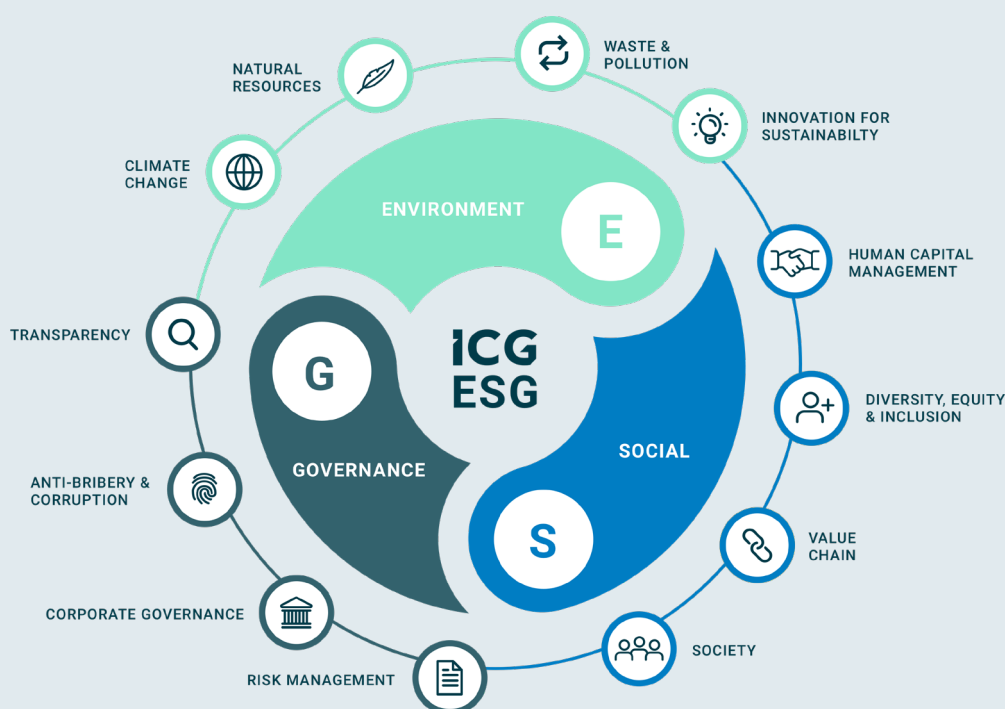 WASTE &
POLLUTION
NATURAL
RESOURCES
INNOVATION FOR
SUSTAINABILTY
CLIMATE
CHANGE
ENVIRONMENT
E
HUMAN CAPITAL
MANAGEMENT
TRANSPARENCY
G
ICG
ESG
DIVERSITY, EQUITY
& INCLUSION
SOCIAL
GOVERNANCE
ANTI-BRIBERY &
CORRUPTION
S
VALUE
CHAIN
CORPORATE GOVERNANCE
SOCIETY
RISK MANAGEMENT